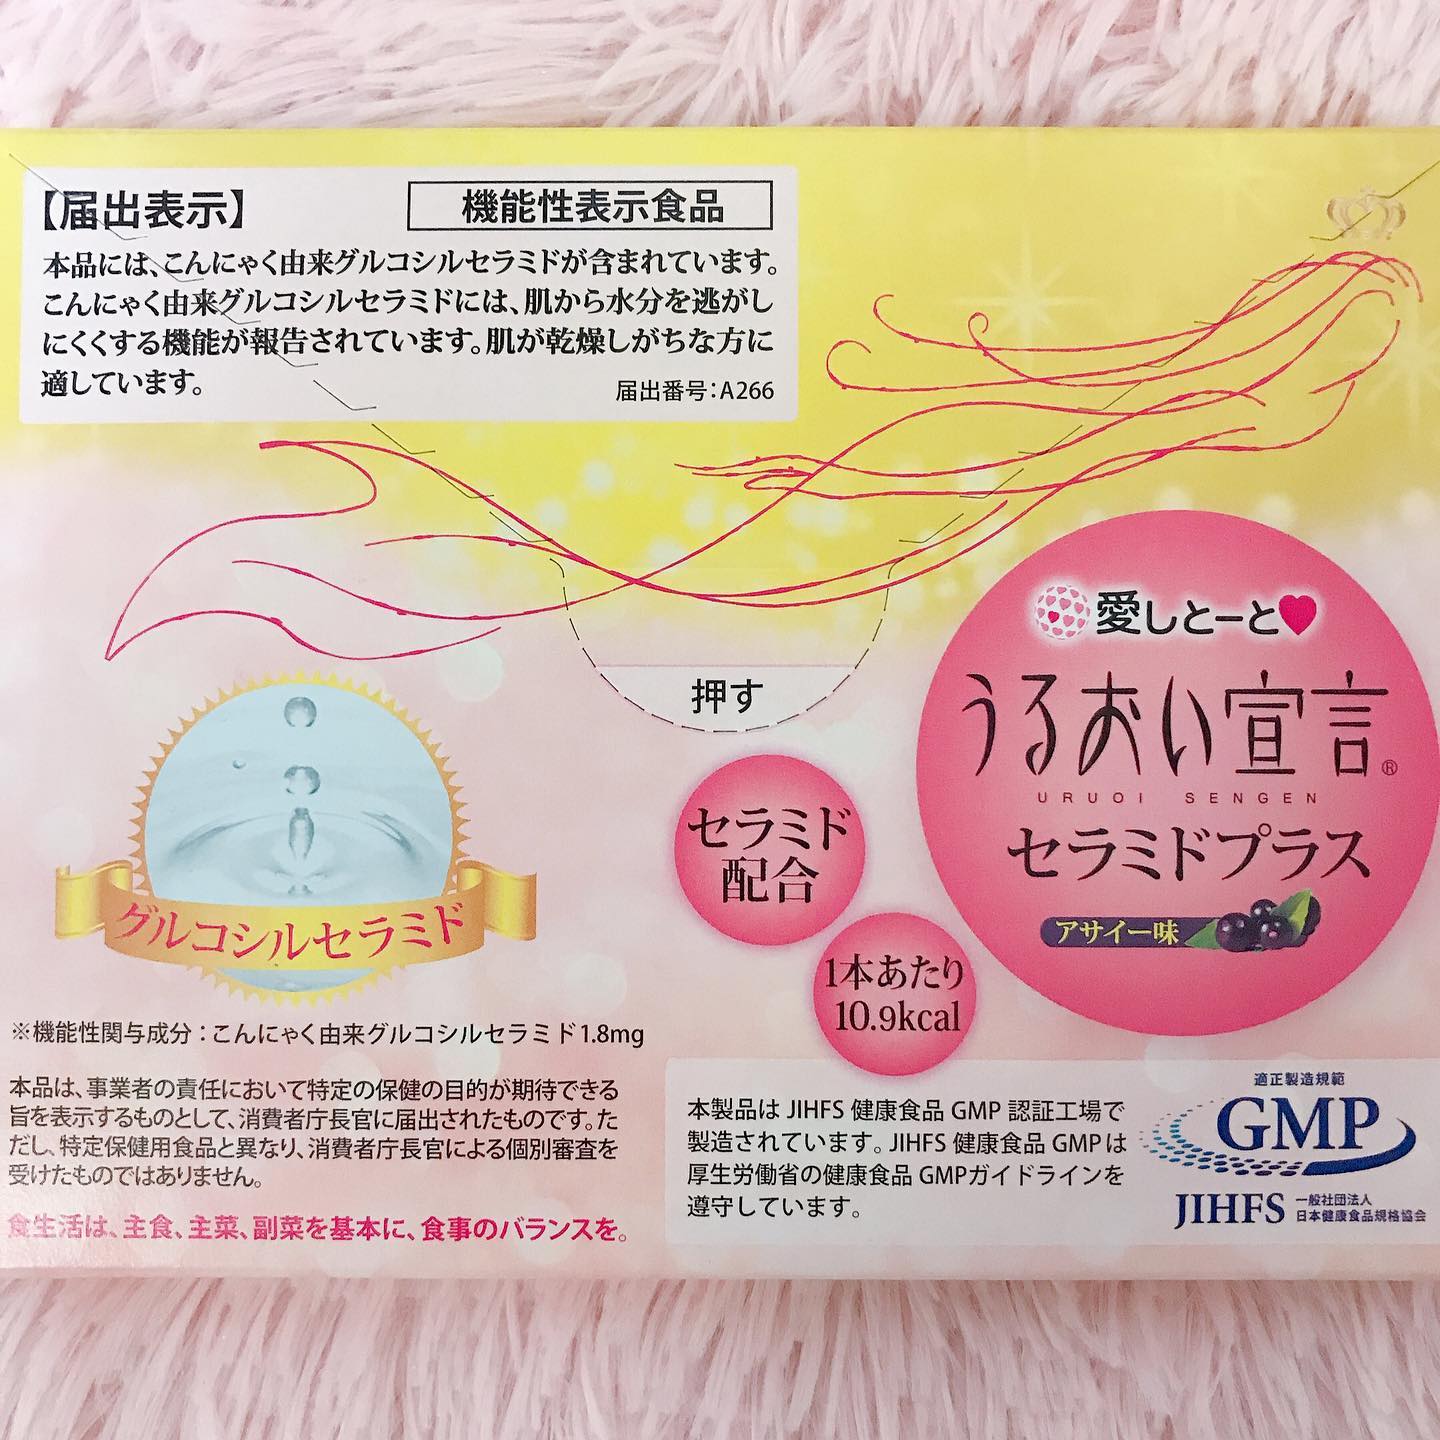 【届出表示】
機能性表示食品
本品には、こんにゃく由来グルコシルセラミドが含まれています。
こんにゃく由来グルコシルセラミドには、肌から水分を逃がし
にくくする機能が報告されています。肌が乾燥しがちな方に
適しています。
届出番号：A266
押す
愛しとーと
うるおい宣言®
URUOI SENGEN
セラミドプラス
アサイー味
セラミド
配合
1本あたり
10.9kcal
グルコシルセラミド
※機能性関与成分：こんにゃく由来グルコシルセラミド1.8mg
本品は、事業者の責任において特定の保健の目的が期待できる
旨を表示するものとして、消費者庁長官に届出されたものです。た
だし、特定保健用食品と異なり、消費者庁長官による個別審査を
受けたものではありません。
食生活は、主食、主菜、副菜を基本に、食事のバランスを。
本製品は JIHFS 健康食品 GMP 認証工場で
製造されています。JIHFS 健康食品 GMPは
厚生労働省の健康食品 GMPガイドラインを
遵守しています。
適正製造規範
GMP
JIHFS
一般社団法人
日本健康食品規格協会